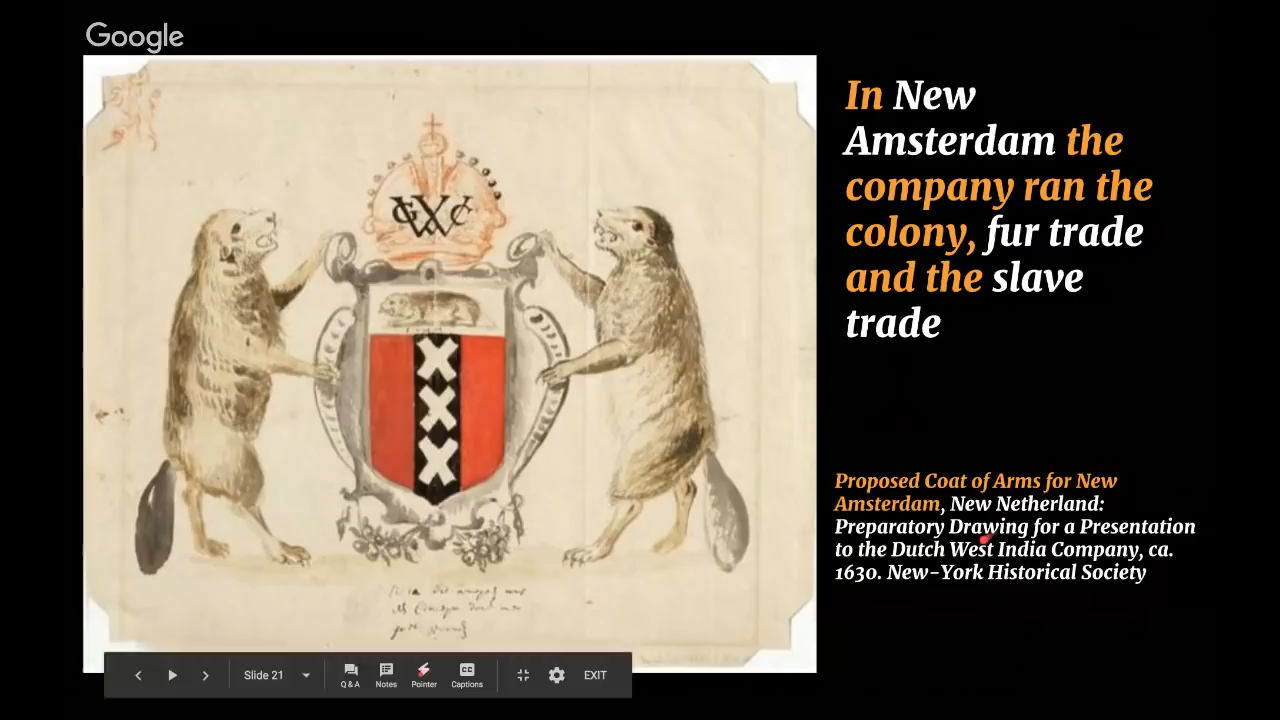 Google
In New
Amsterdam the
company ran the
colony, fur trade
and the slave
trade
GWC
Proposed Coat of Arms for New
Amsterdam, New Netherland:
Preparatory Drawing for a Presentation
to the Dutch West India Company, ca.
1630. New-York Historical Society
Slide 21
Q & A
Notes
Pointer
CC
Captions
EXIT